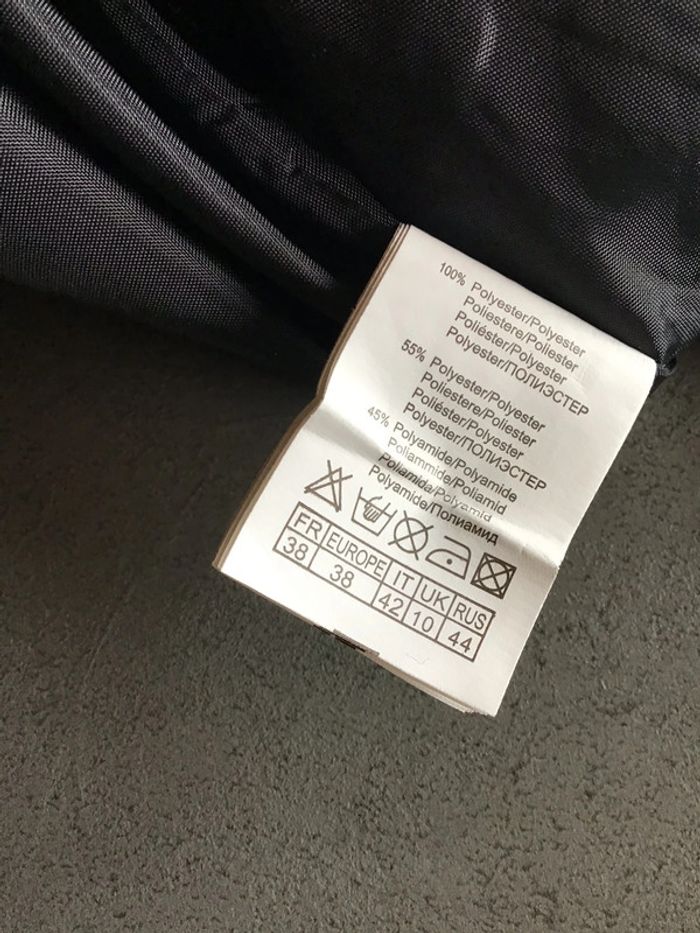 100% Polyester/Polyester
Poliestere/Poliester
Poliéster/Polyester
Polyester/ПОЛИЭСТЕР
55% Polyester/Polyester
Poliestere/Poliester
Poliéster/Polyester
Polyester/ПОЛИЭСТЕР
45% Polyamide/Polyamide
Poliammide/Poliamid
Poliamida/Polyamid
Polyamide/Полиамид
FR EUROPE IT UK RUS
38 38 42 10 44